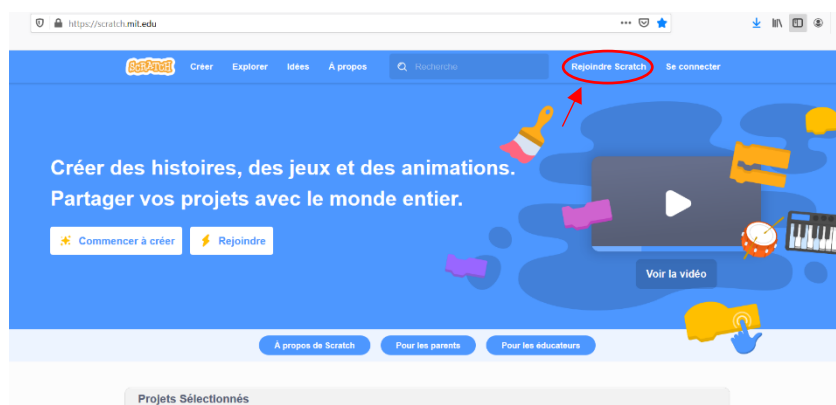 https://scratch.mit.edu
SCRATCH Créer Explorer Idées À propos Recherche Rejoindre Scratch Se connecter
Créer des histoires, des jeux et des animations.
Partager vos projets avec le monde entier.
Commencer à créer Rejoindre
Voir la vidéo
À propos de Scratch Pour les parents Pour les éducateurs
Projets Sélectionnés